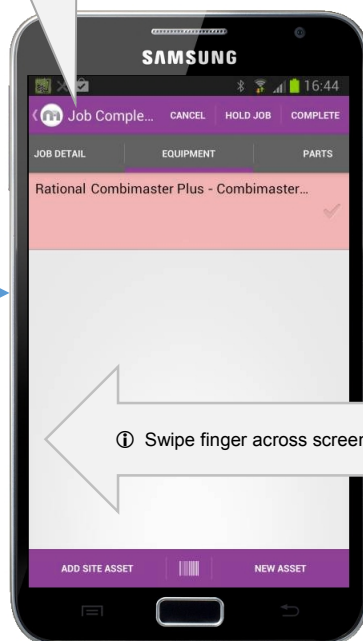 SAMSUNG
16:44
Job Comple... CANCEL HOLD JOB COMPLETE
JOB DETAIL EQUIPMENT PARTS
Rational Combimaster Plus - Combimaster...
ⓘ Swipe finger across screen
ADD SITE ASSET NEW ASSET